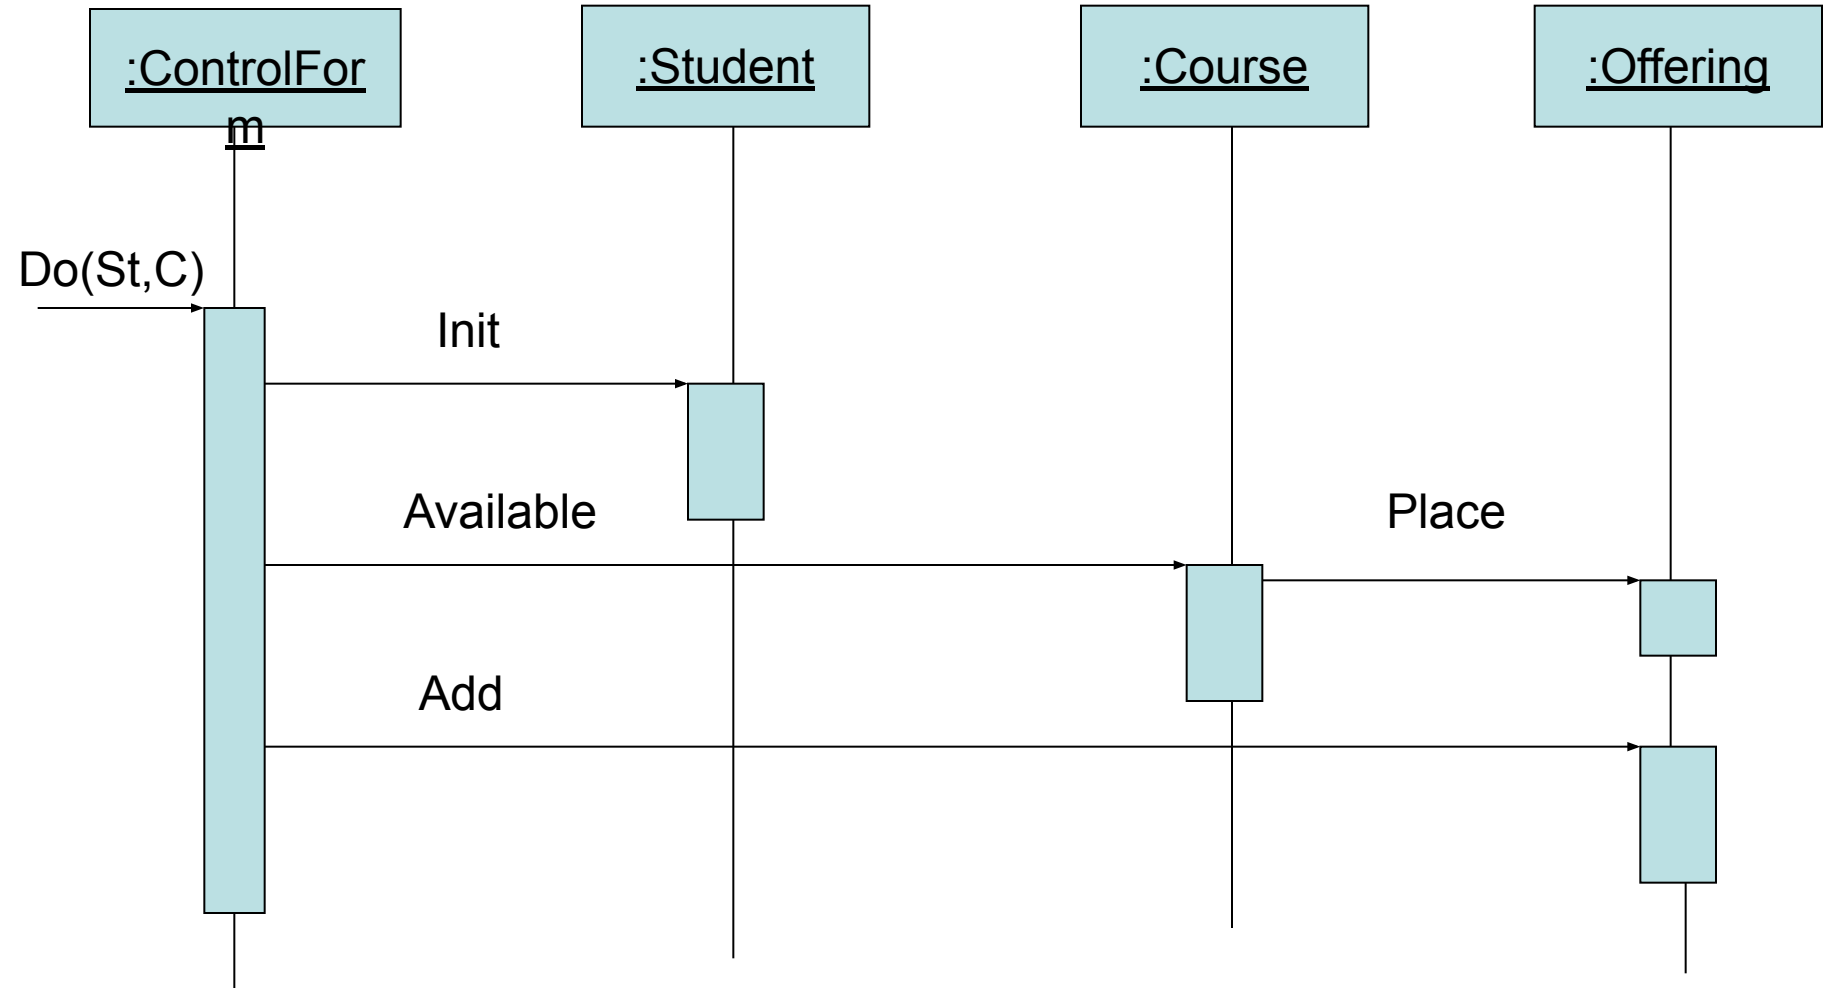 :ControlFor
m
:Student
:Course
:Offering
Do(St,C)
Init
Available
Place
Add